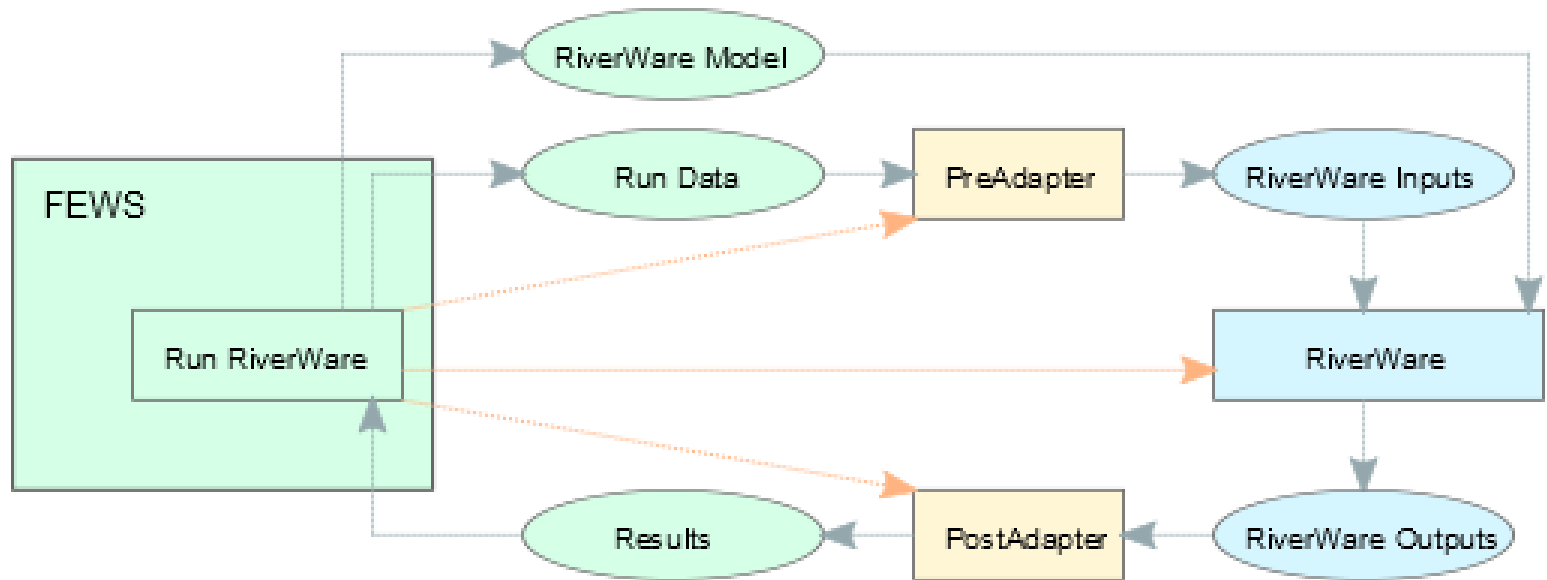 RiverWare Model
Run Data
PreAdapter
RiverWare Inputs
FEWS
Run RiverWare
RiverWare
Results
PostAdapter
RiverWare Outputs